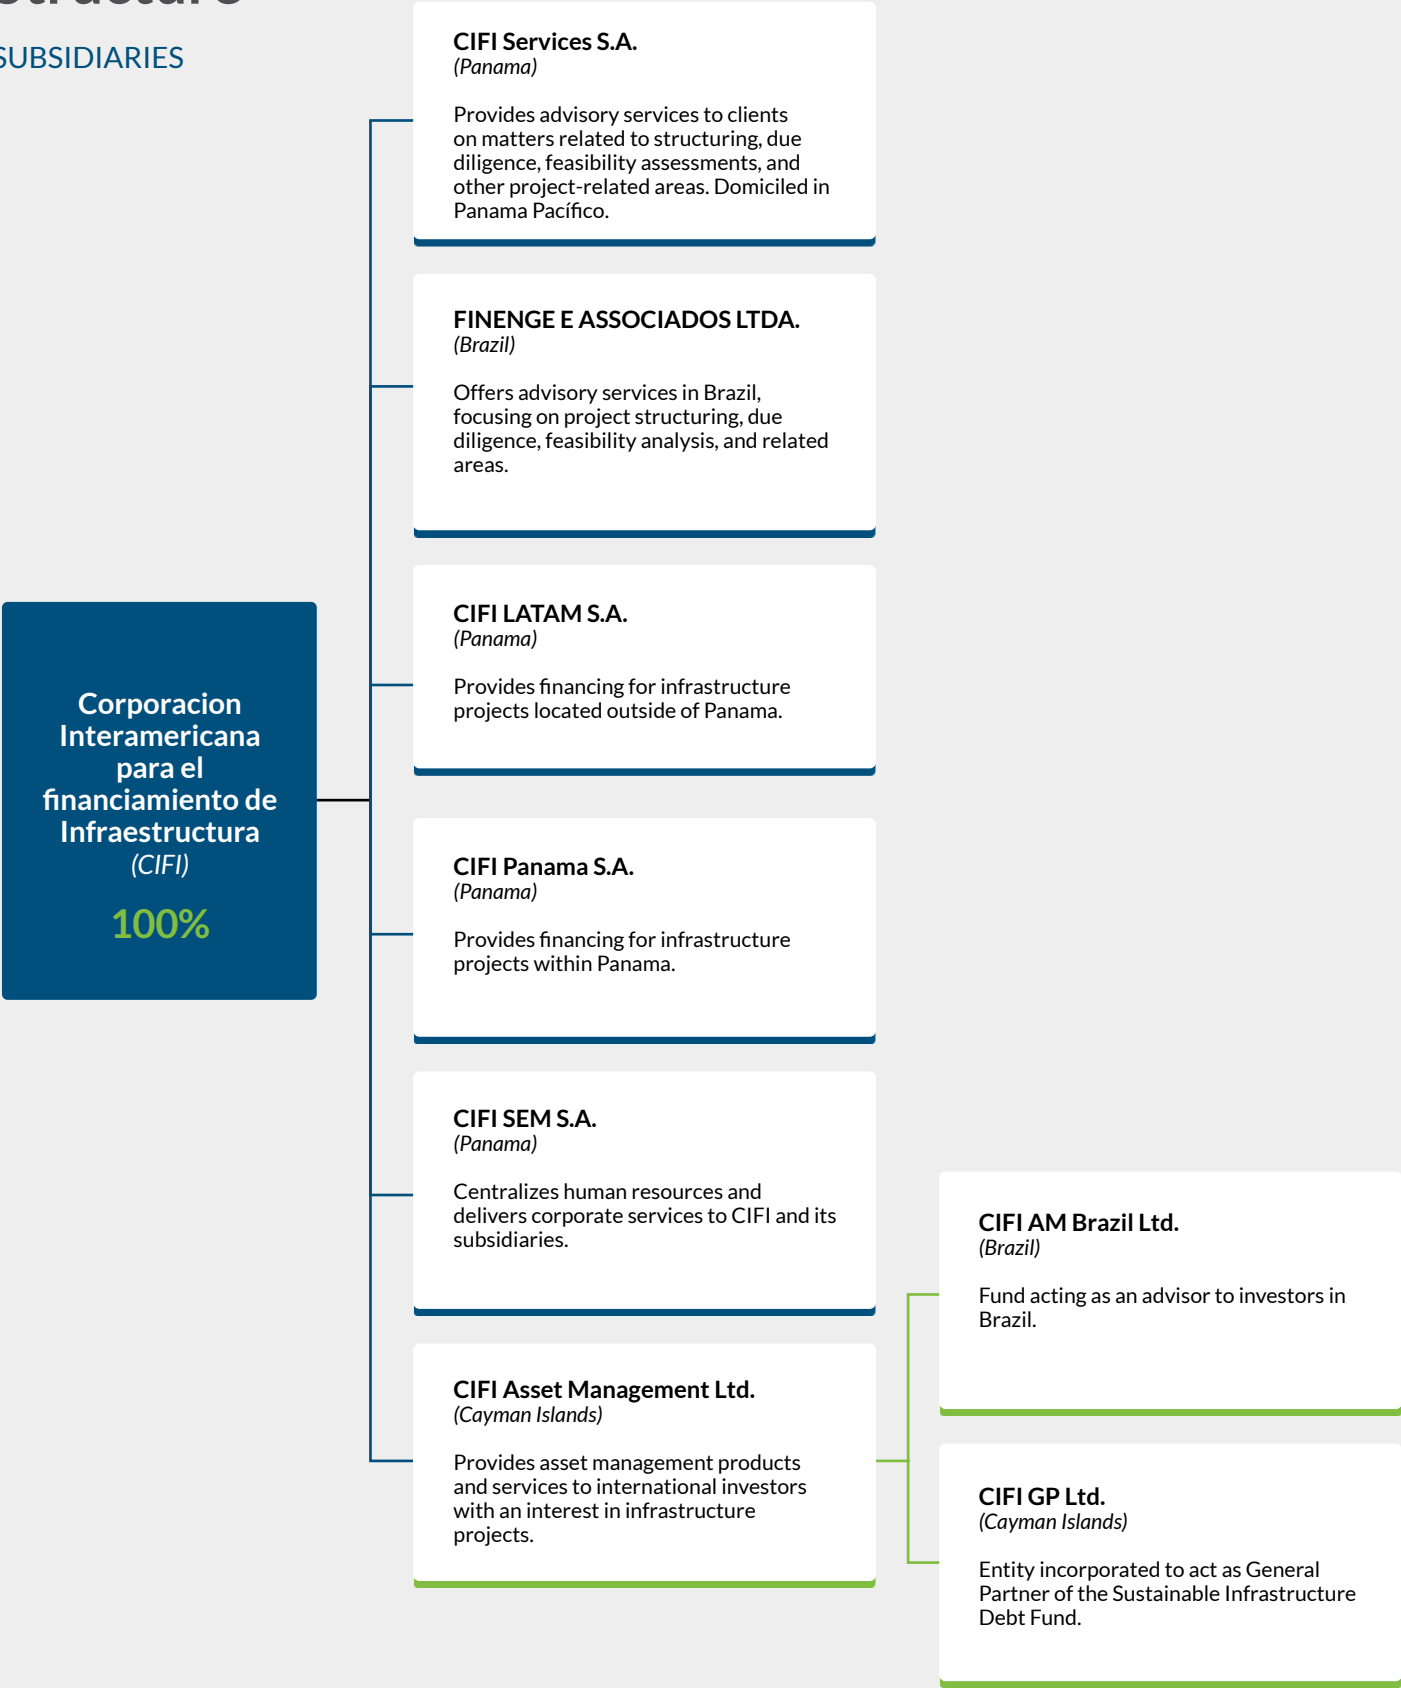 Structure
SUBSIDIARIES
CIFI Services S.A.
(Panama)
Provides advisory services to clients
on matters related to structuring, due
diligence, feasibility assessments, and
other project-related areas. Domiciled in
Panama Pacífico.
FINENGE E ASSOCIADOS LTDA.
(Brazil)
Offers advisory services in Brazil,
focusing on project structuring, due
diligence, feasibility analysis, and related
areas.
CIFI LATAM S.A.
(Panama)
Provides financing for infrastructure
projects located outside of Panama.
Corporacion
Interamericana
para el
financiamiento de
Infraestructura
(CIFI)
100%
CIFI Panama S.A.
(Panama)
Provides financing for infrastructure
projects within Panama.
CIFI SEM S.A.
(Panama)
Centralizes human resources and
delivers corporate services to CIFI and its
subsidiaries.
CIFI Asset Management Ltd.
(Cayman Islands)
Provides asset management products
and services to international investors
with an interest in infrastructure
projects.
CIFI AM Brazil Ltd.
(Brazil)
Fund acting as an advisor to investors in
Brazil.
CIFI GP Ltd.
(Cayman Islands)
Entity incorporated to act as General
Partner of the Sustainable Infrastructure
Debt Fund.